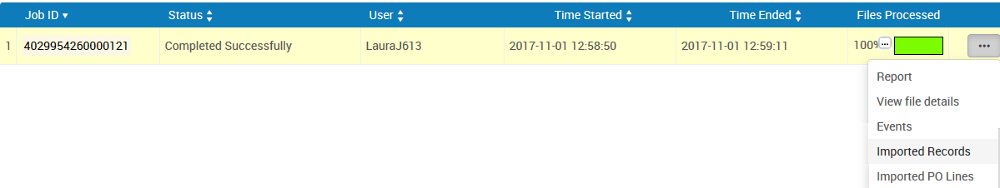 Job ID Status User Time Started Time Ended Files Processed
1 4029954260000121 Completed Successfully LauraJ613 2017-11-01 12:58:50 2017-11-01 12:59:11 100%
Report
View file details
Events
Imported Records
Imported PO Lines